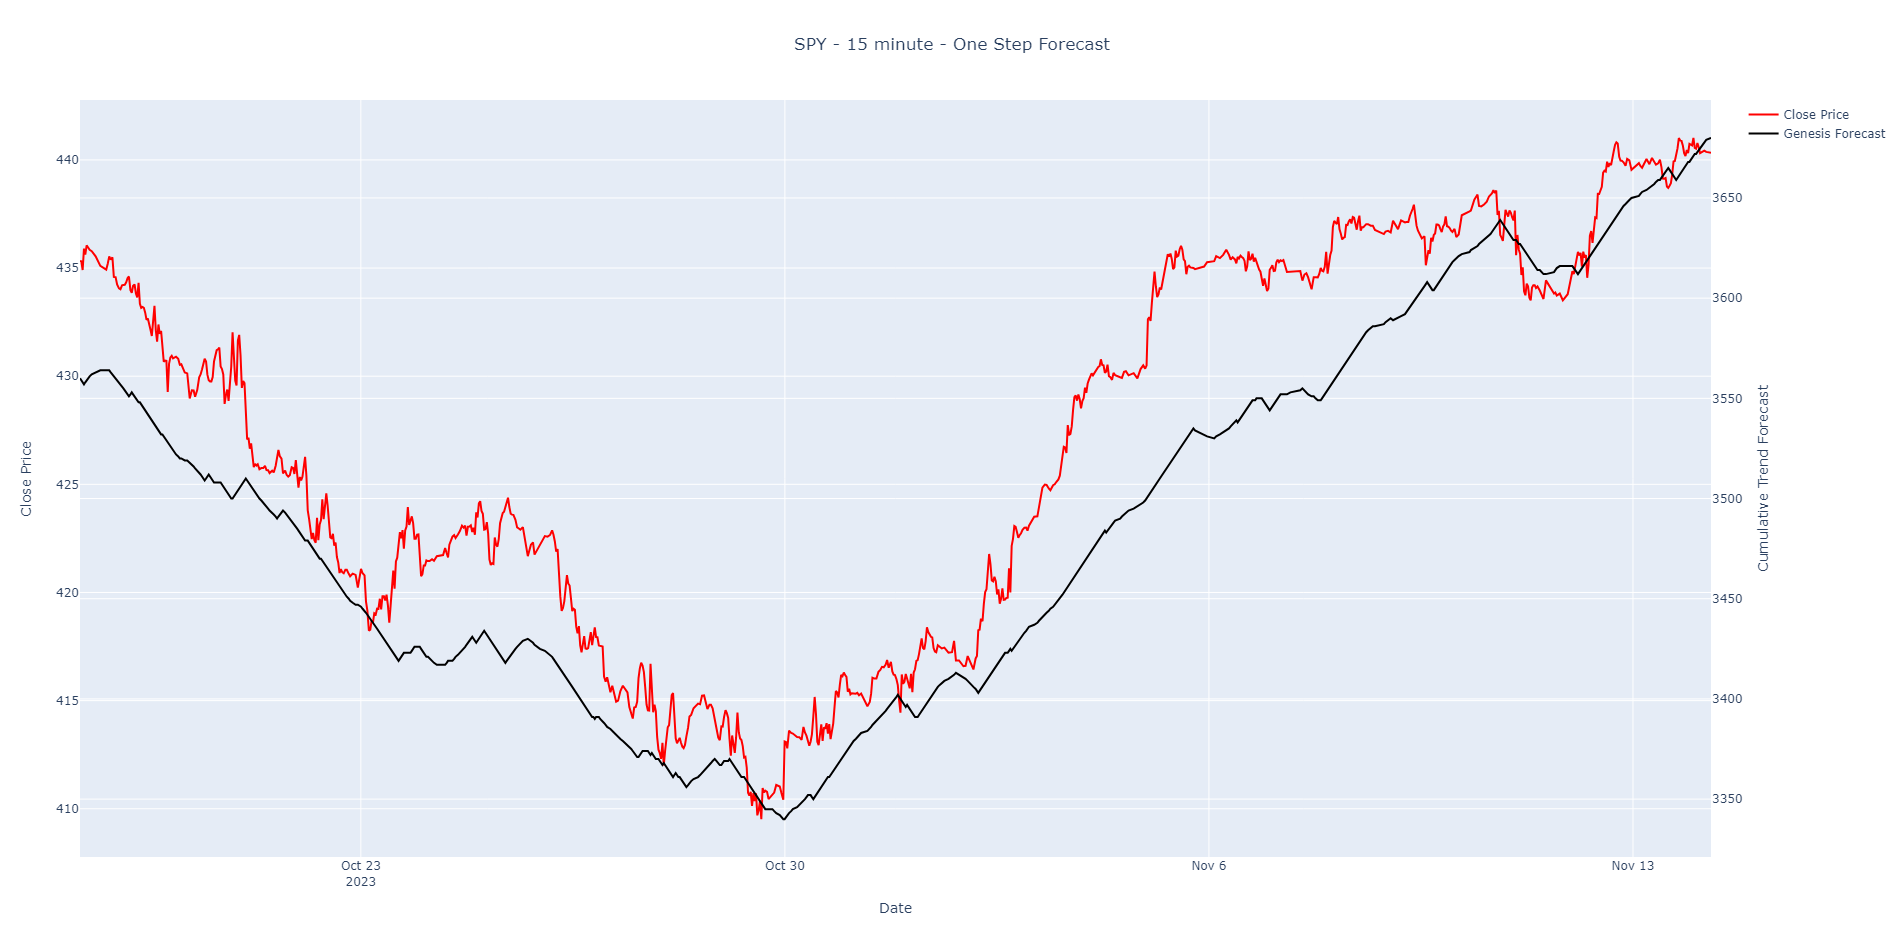 SPY - 15 minute - One Step Forecast
Close Price
Genesis Forecast
440
435
430
425
420
415
410
Close Price
3650
3600
3550
3500
3450
3400
3350
Cumulative Trend Forecast
Oct 23
2023
Oct 30
Nov 6
Nov 13
Date